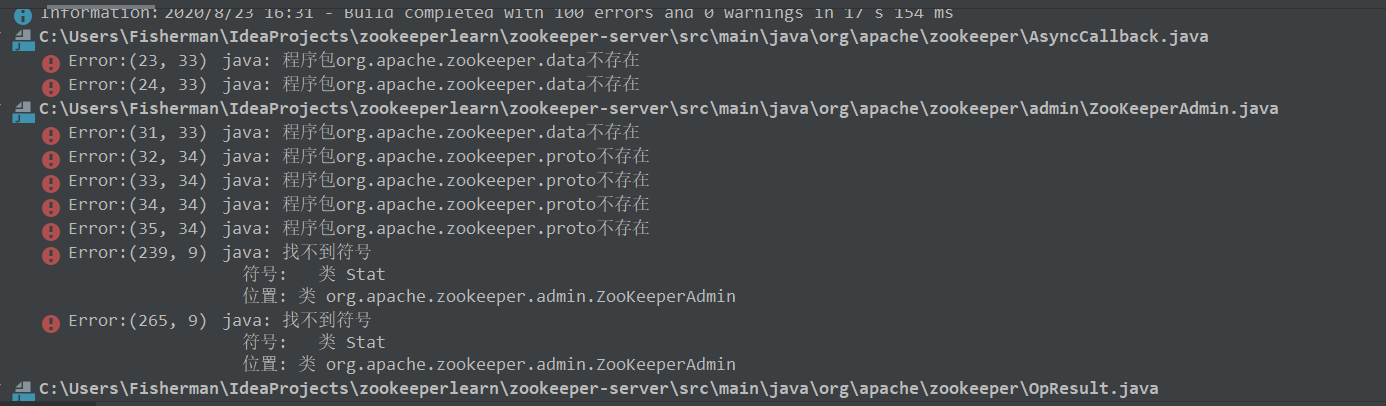 Information: 2020/8/23 16:31 - Build completed with 100 errors and 0 warnings in 17 s 154 ms
C:\Users\Fisherman\IdeaProjects\zookeeperlearn\zookeeper-server\src\main\java\org\apache\zookeeper\AsyncCallback.java
Error:(23, 33) java: 程序包org.apache.zookeeper.data不存在
Error:(24, 33) java: 程序包org.apache.zookeeper.data不存在
C:\Users\Fisherman\IdeaProjects\zookeeperlearn\zookeeper-server\src\main\java\org\apache\zookeeper\admin\ZooKeeperAdmin.java
Error:(31, 33) java: 程序包org.apache.zookeeper.data不存在
Error:(32, 34) java: 程序包org.apache.zookeeper.proto不存在
Error:(33, 34) java: 程序包org.apache.zookeeper.proto不存在
Error:(34, 34) java: 程序包org.apache.zookeeper.proto不存在
Error:(35, 34) java: 程序包org.apache.zookeeper.proto不存在
Error:(239, 9) java: 找不到符号
符号: 类 Stat
位置: 类 org.apache.zookeeper.admin.ZooKeeperAdmin
Error:(265, 9) java: 找不到符号
符号: 类 Stat
位置: 类 org.apache.zookeeper.admin.ZooKeeperAdmin
C:\Users\Fisherman\IdeaProjects\zookeeperlearn\zookeeper-server\src\main\java\org\apache\zookeeper\OpResult.java